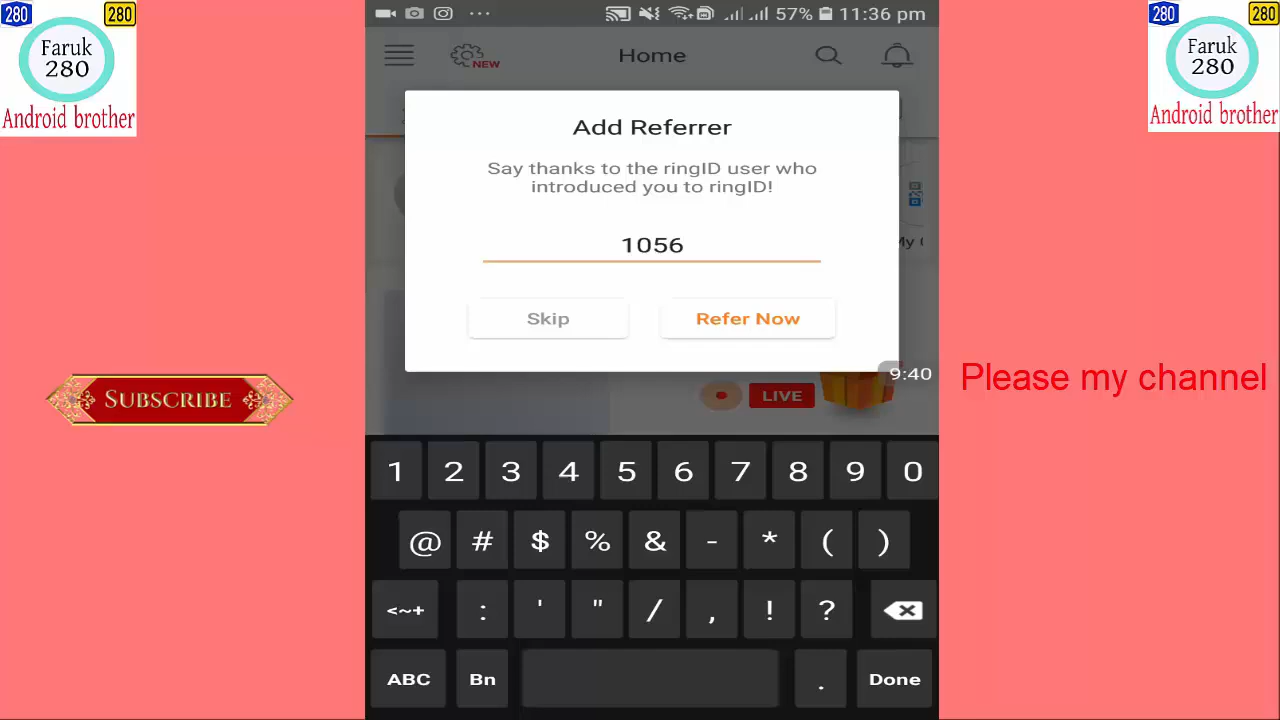 280
280
Faruk
280
Android brother
57%
11:36 pm
NEW
Home
Add Referrer
Say thanks to the ringID user who
introduced you to ringID!
1056
Skip
Refer Now
My
9:40
LIVE
SUBSCRIBE
Please my channel
280
280
Faruk
280
Android brother
1 2 3 4 5 6 7 8 9 0
@ # $ % & - * ( )
<~+ : ' " / , ! ?
ABC Bn . Done